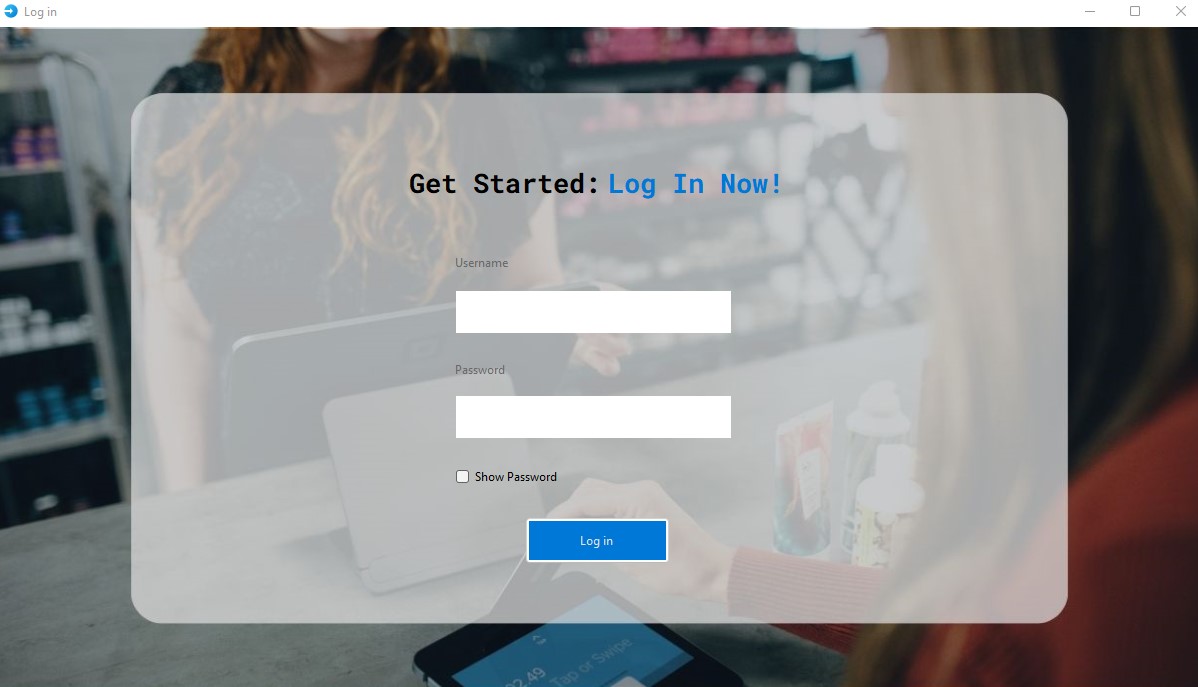 Log in
Get Started: Log In Now!
Username
Password
Show Password
Log in
Tap or Swipe
2.49